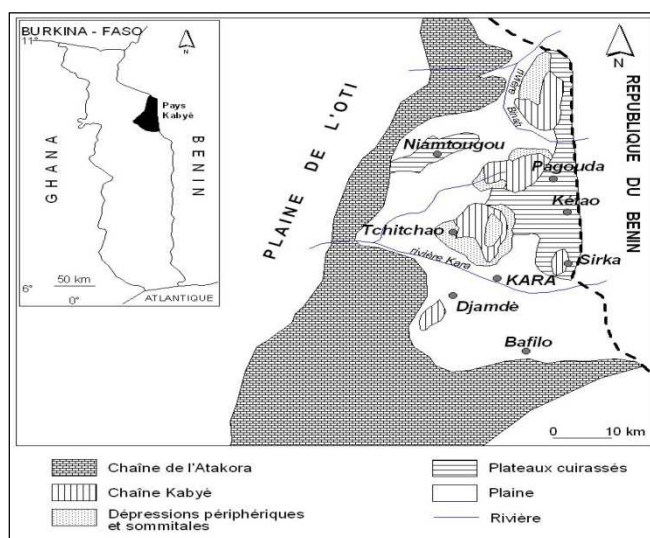 BURKINA - FASO
11°
N
Pays
Kabyè
GHANA
BENIN
50 km
6°
0°
ATLANTIQUE
PLAINE DE L'OTI
N
REPUBLIQUE DU BENIN
rivière
Binah
Niamtougou
Pagouda
Kétao
Tchitchao
rivière Kara
Sirka
KARA
Djamdè
Bafilo
0 10 km
Chaîne de l'Atakora
Chaîne Kabyè
Dépressions périphériques
et sommitales
Plateaux cuirassés
Plaine
Rivière